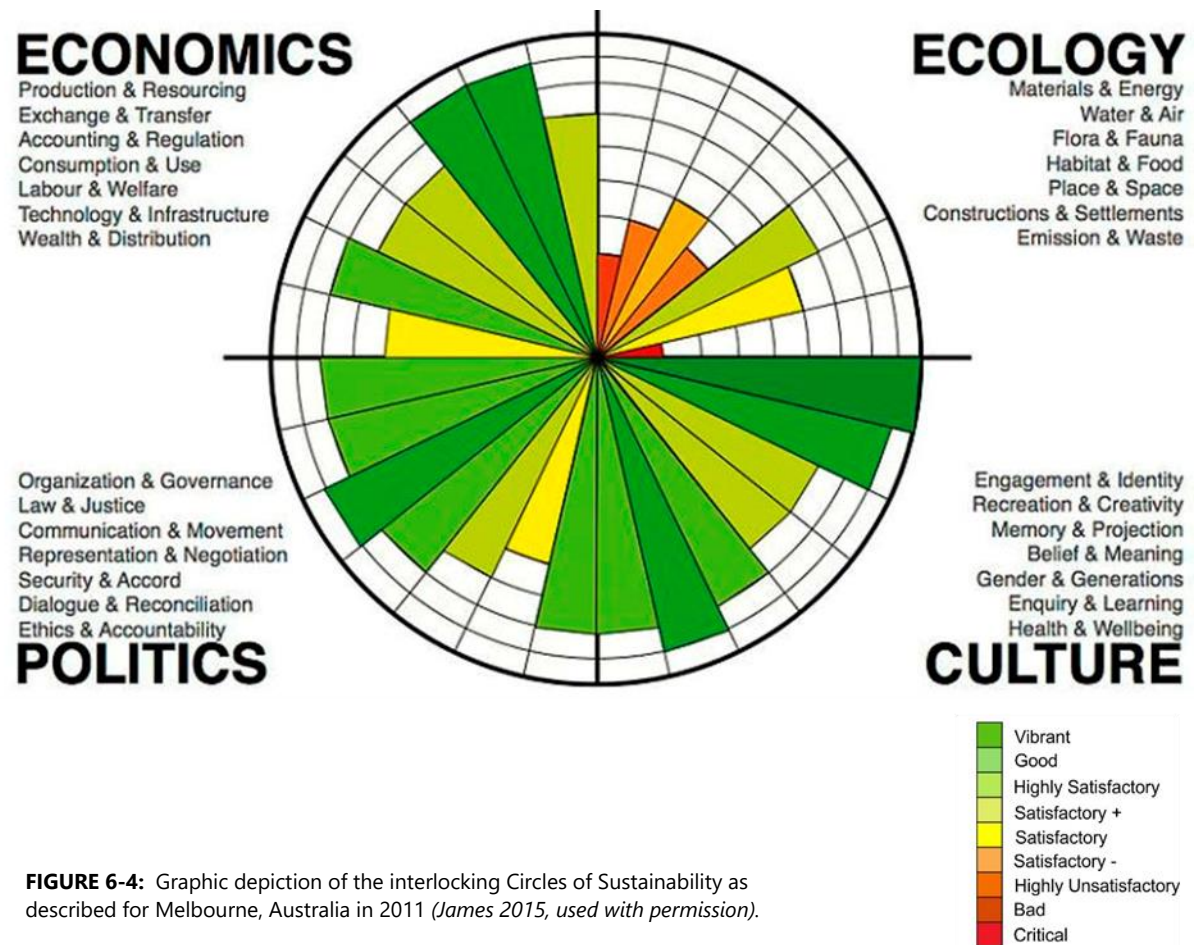 ECONOMICS
Production & Resourcing
Exchange & Transfer
Accounting & Regulation
Consumption & Use
Labour & Welfare
Technology & Infrastructure
Wealth & Distribution
ECOLOGY
Materials & Energy
Water & Air
Flora & Fauna
Habitat & Food
Place & Space
Constructions & Settlements
Emission & Waste
Organization & Governance
Law & Justice
Communication & Movement
Representation & Negotiation
Security & Accord
Dialogue & Reconciliation
Ethics & Accountability
POLITICS
Engagement & Identity
Recreation & Creativity
Memory & Projection
Belief & Meaning
Gender & Generations
Enquiry & Learning
Health & Wellbeing
CULTURE
Vibrant
Good
Highly Satisfactory
Satisfactory +
Satisfactory
Satisfactory -
Highly Unsatisfactory
Bad
Critical
FIGURE 6-4: Graphic depiction of the interlocking Circles of Sustainability as
described for Melbourne, Australia in 2011 (James 2015, used with permission).